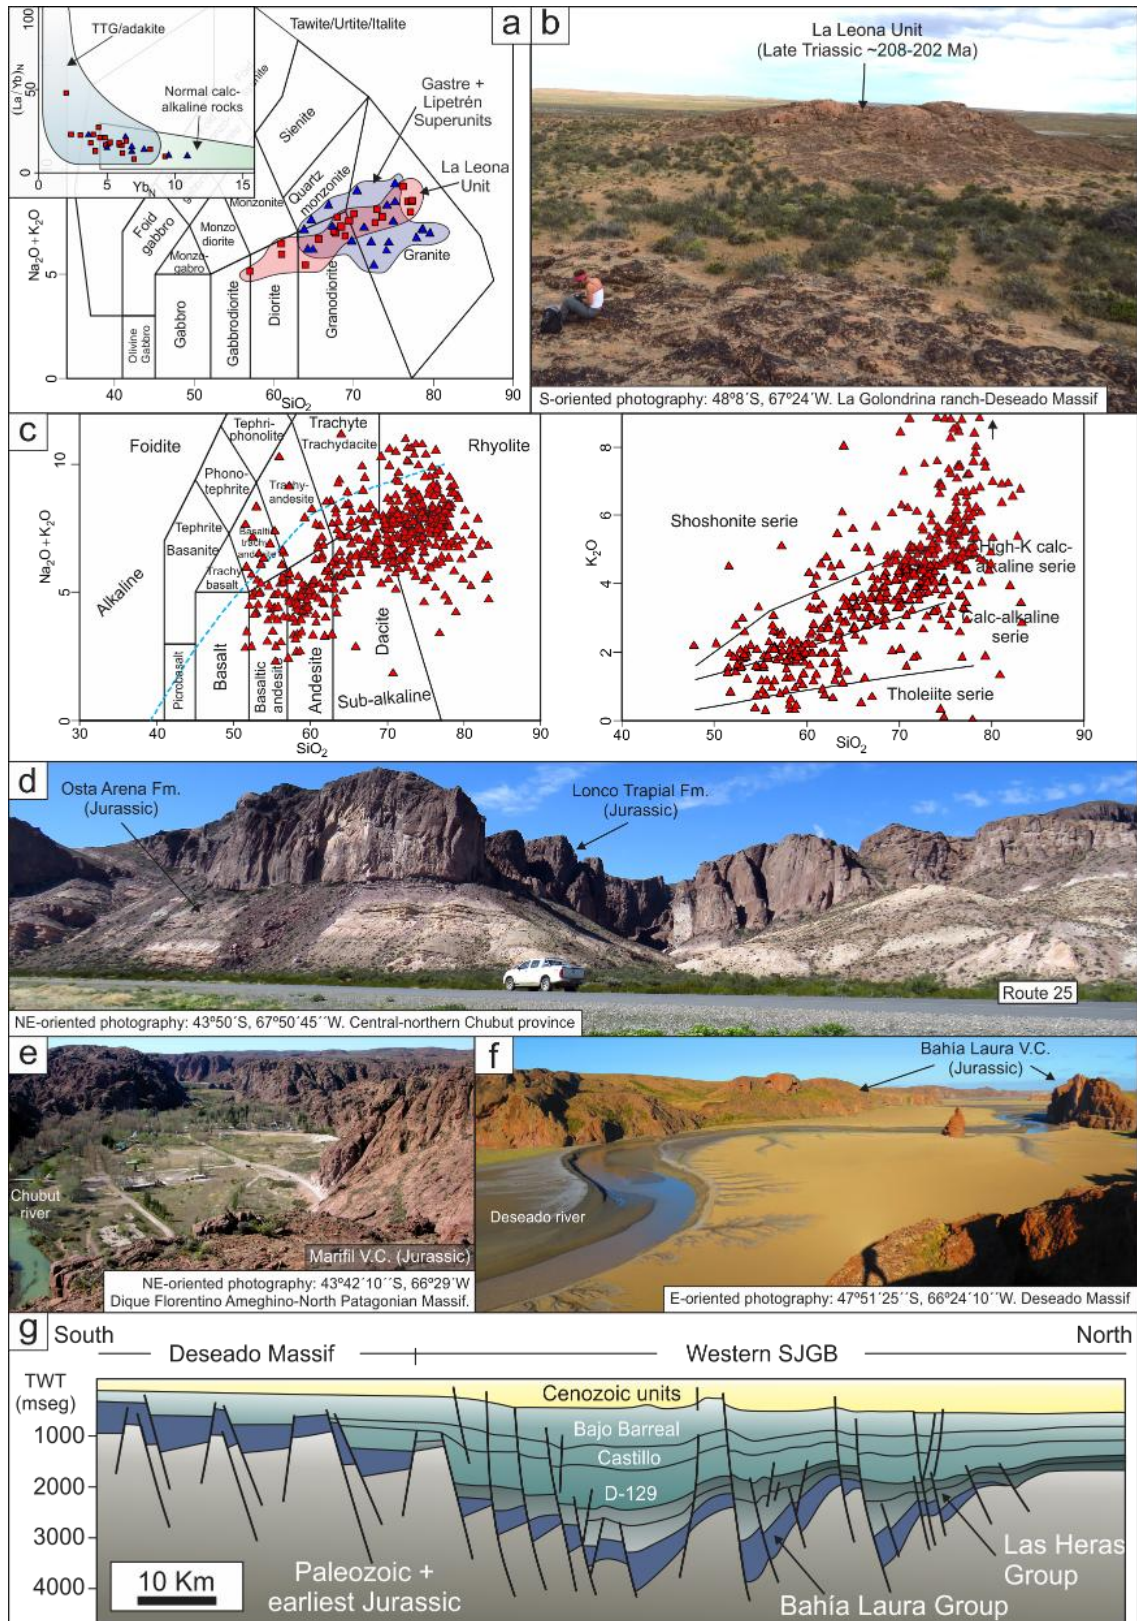 a
TTG/adakite
Normal calc-
alkaline rocks
100
50
0
(La/Yb)N
0
5
YbN
10
15
Tawite/Urtite/Italite
Sienite
Gastre +
Lipetrén
Superunits
La Leona
Unit
Quartz
monzonite
Monzonite
Foid
gabbro
Monzo
diorite
Monzo-
gabro
Olivine
Gabbro
Gabbro
Gabbrodiorite
Diorite
Granodiorite
Granite
Na2O + K2O
5
0
40
50
60
70
80
90
SiO2
b
La Leona Unit
(Late Triassic ~208-202 Ma)
S-oriented photography: 48º8´S, 67º24´W. La Golondrina ranch-Deseado Massif
c
Foidite
Tephri-
phonolite
Trachyte
Trachydacite
Rhyolite
Phono-
tephrite
Trachy-
andesite
Tephrite
Basanite
Basaltic
trachy
andesite
Trachy
basalt
Alkaline
Picrobasalt
Basalt
Basaltic
andesite
Andesite
Dacite
Sub-alkaline
Na2O + K2O
10
5
0
30
40
50
60
70
80
90
SiO2
Shoshonite serie
High-K calc-
alkaline serie
Calc-alkaline
serie
Tholeiite serie
K2O
8
6
4
2
0
40
50
60
70
80
90
SiO2
d
Osta Arena Fm.
(Jurassic)
Lonco Trapial Fm.
(Jurassic)
Route 25
NE-oriented photography: 43º50´S, 67º50´45´´W. Central-northern Chubut province
e
Chubut
river
Marifil V.C. (Jurassic)
NE-oriented photography: 43º42´10´´S, 66º29´W
Dique Florentino Ameghino-North Patagonian Massif.
f
Bahía Laura V.C.
(Jurassic)
Deseado river
E-oriented photography: 47º51´25´´S, 66º24´10´´W. Deseado Massif
g
South
North
Deseado Massif
Western SJGB
TWT
(mseg)
1000
2000
3000
4000
Cenozoic units
Bajo Barreal
Castillo
D-129
Las Heras
Group
Paleozoic +
earliest Jurassic
Bahía Laura Group
10 Km